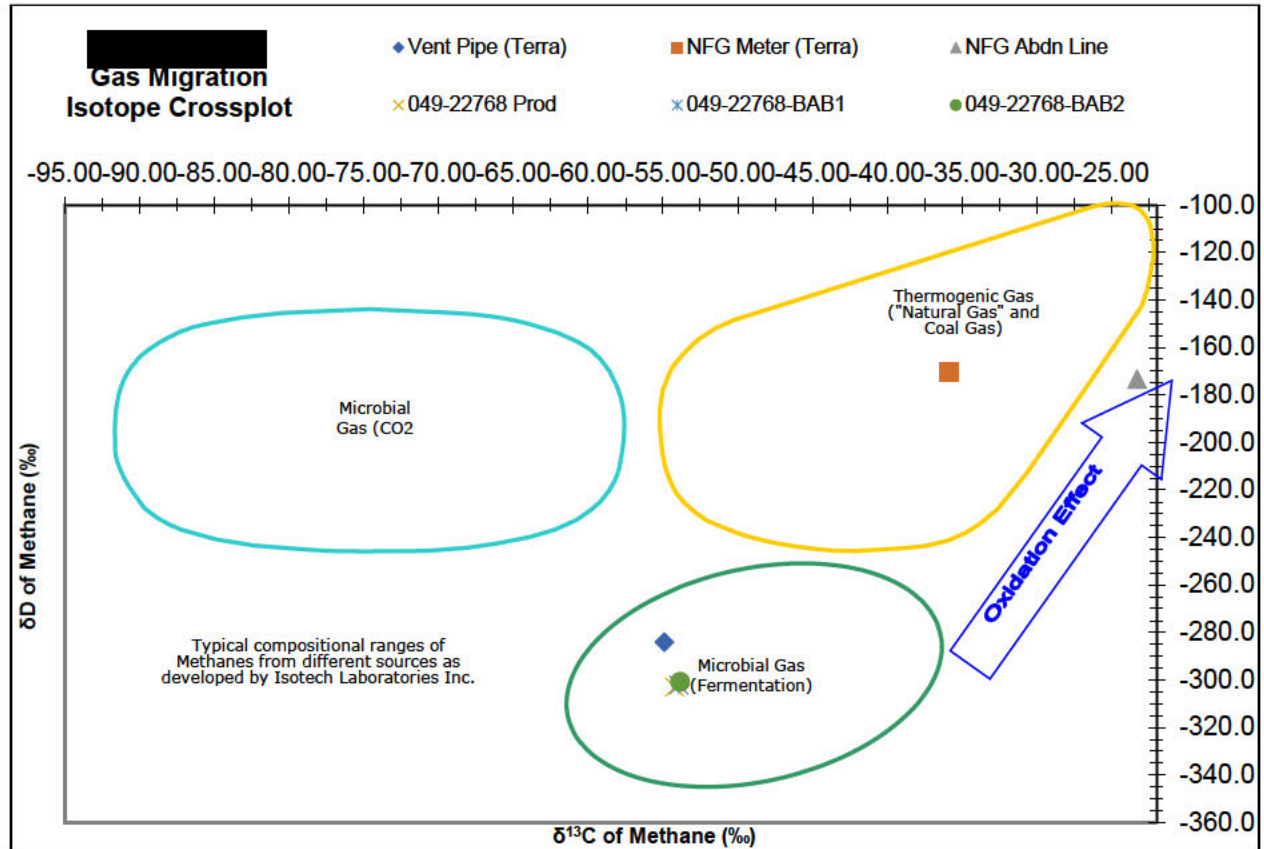 Gas Migration
Isotope Crossplot
Vent Pipe (Terra)
NFG Meter (Terra)
NFG Abdn Line
049-22768 Prod
049-22768-BAB1
049-22768-BAB2
-95.00-90.00-85.00-80.00-75.00-70.00-65.00-60.00-55.00-50.00-45.00-40.00-35.00-30.00-25.00
-100.0
-120.0
-140.0
-160.0
-180.0
-200.0
-220.0
-240.0
-260.0
-280.0
-300.0
-320.0
-340.0
-360.0
Thermogenic Gas
("Natural Gas" and
Coal Gas)
Microbial
Gas (CO2
Oxidation Effect
Typical compositional ranges of
Methanes from different sources as
developed by Isotech Laboratories Inc.
Microbial Gas
(Fermentation)
δD of Methane (‰)
δ¹³C of Methane (‰)